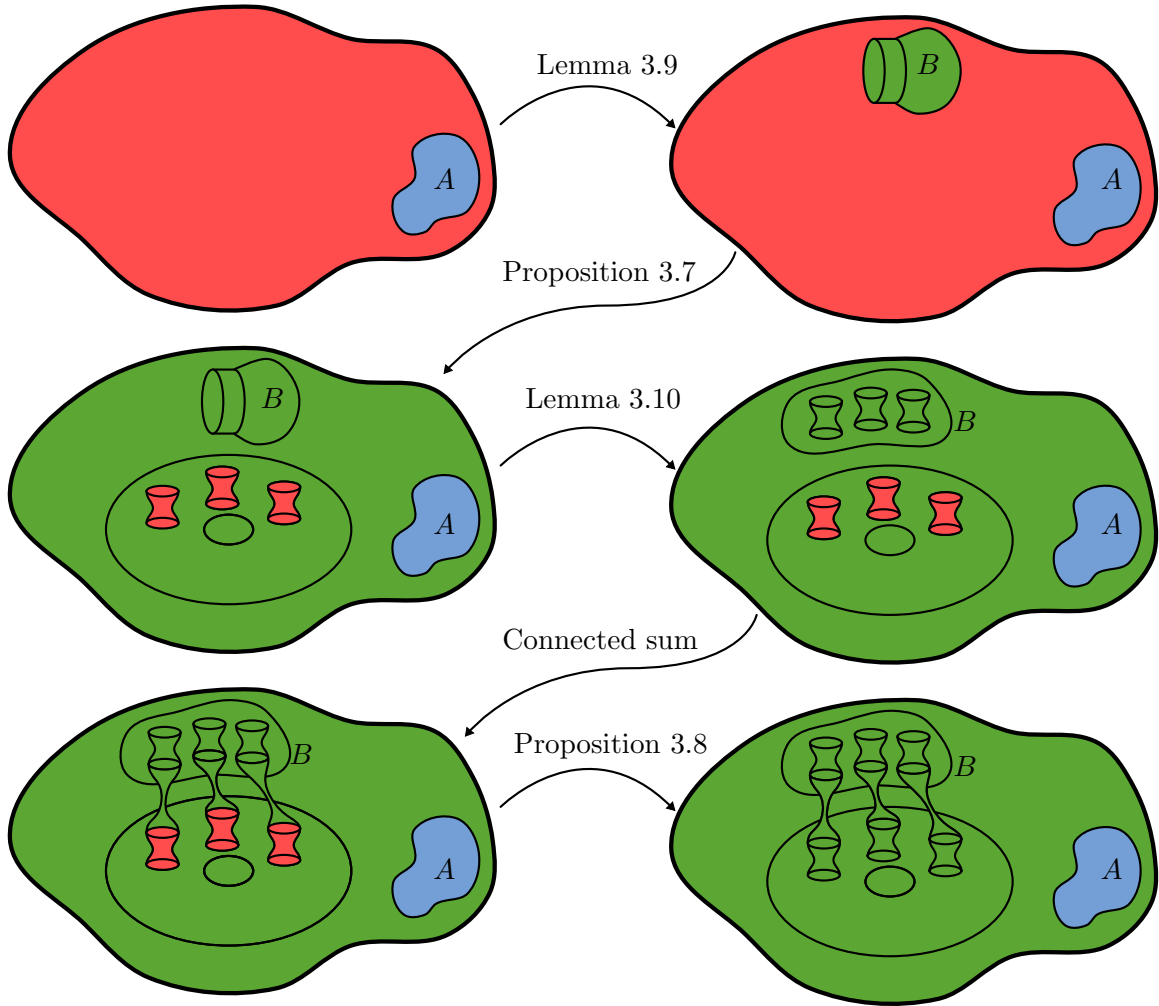 Lemma 3.9
B
A
A
Proposition 3.7
B
Lemma 3.10
B
A
A
Connected sum
B
Proposition 3.8
B
A
A